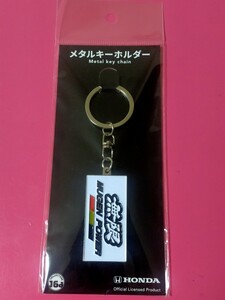 メタルキーホルダー
Metal key chain
無限
MUGEN POWER
HONDA
Official Licensed Product